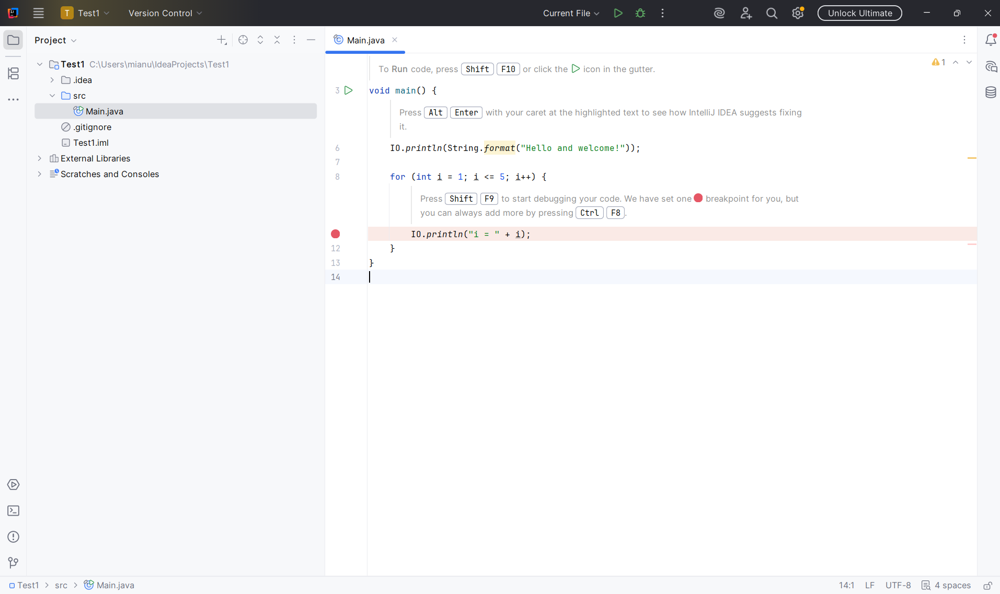 Test1 Version Control Current File Unlock Ultimate
Project
Main.java
Test1 C:\Users\mianu\IdeaProjects\Test1
.idea
src
Main.java
.gitignore
Test1.iml
External Libraries
Scratches and Consoles
To Run code, press Shift F10 or click the icon in the gutter.
1
3 void main() {
Press Alt Enter with your caret at the highlighted text to see how IntelliJ IDEA suggests fixing
it.
6 IO.println(String.format("Hello and welcome!"));
7
8 for (int i = 1; i <= 5; i++) {
Press Shift F9 to start debugging your code. We have set one breakpoint for you, but
you can always add more by pressing Ctrl F8.
IO.println("i = " + i);
12 }
13 }
14
Test1 > src > Main.java 14:1 LF UTF-8 4 spaces